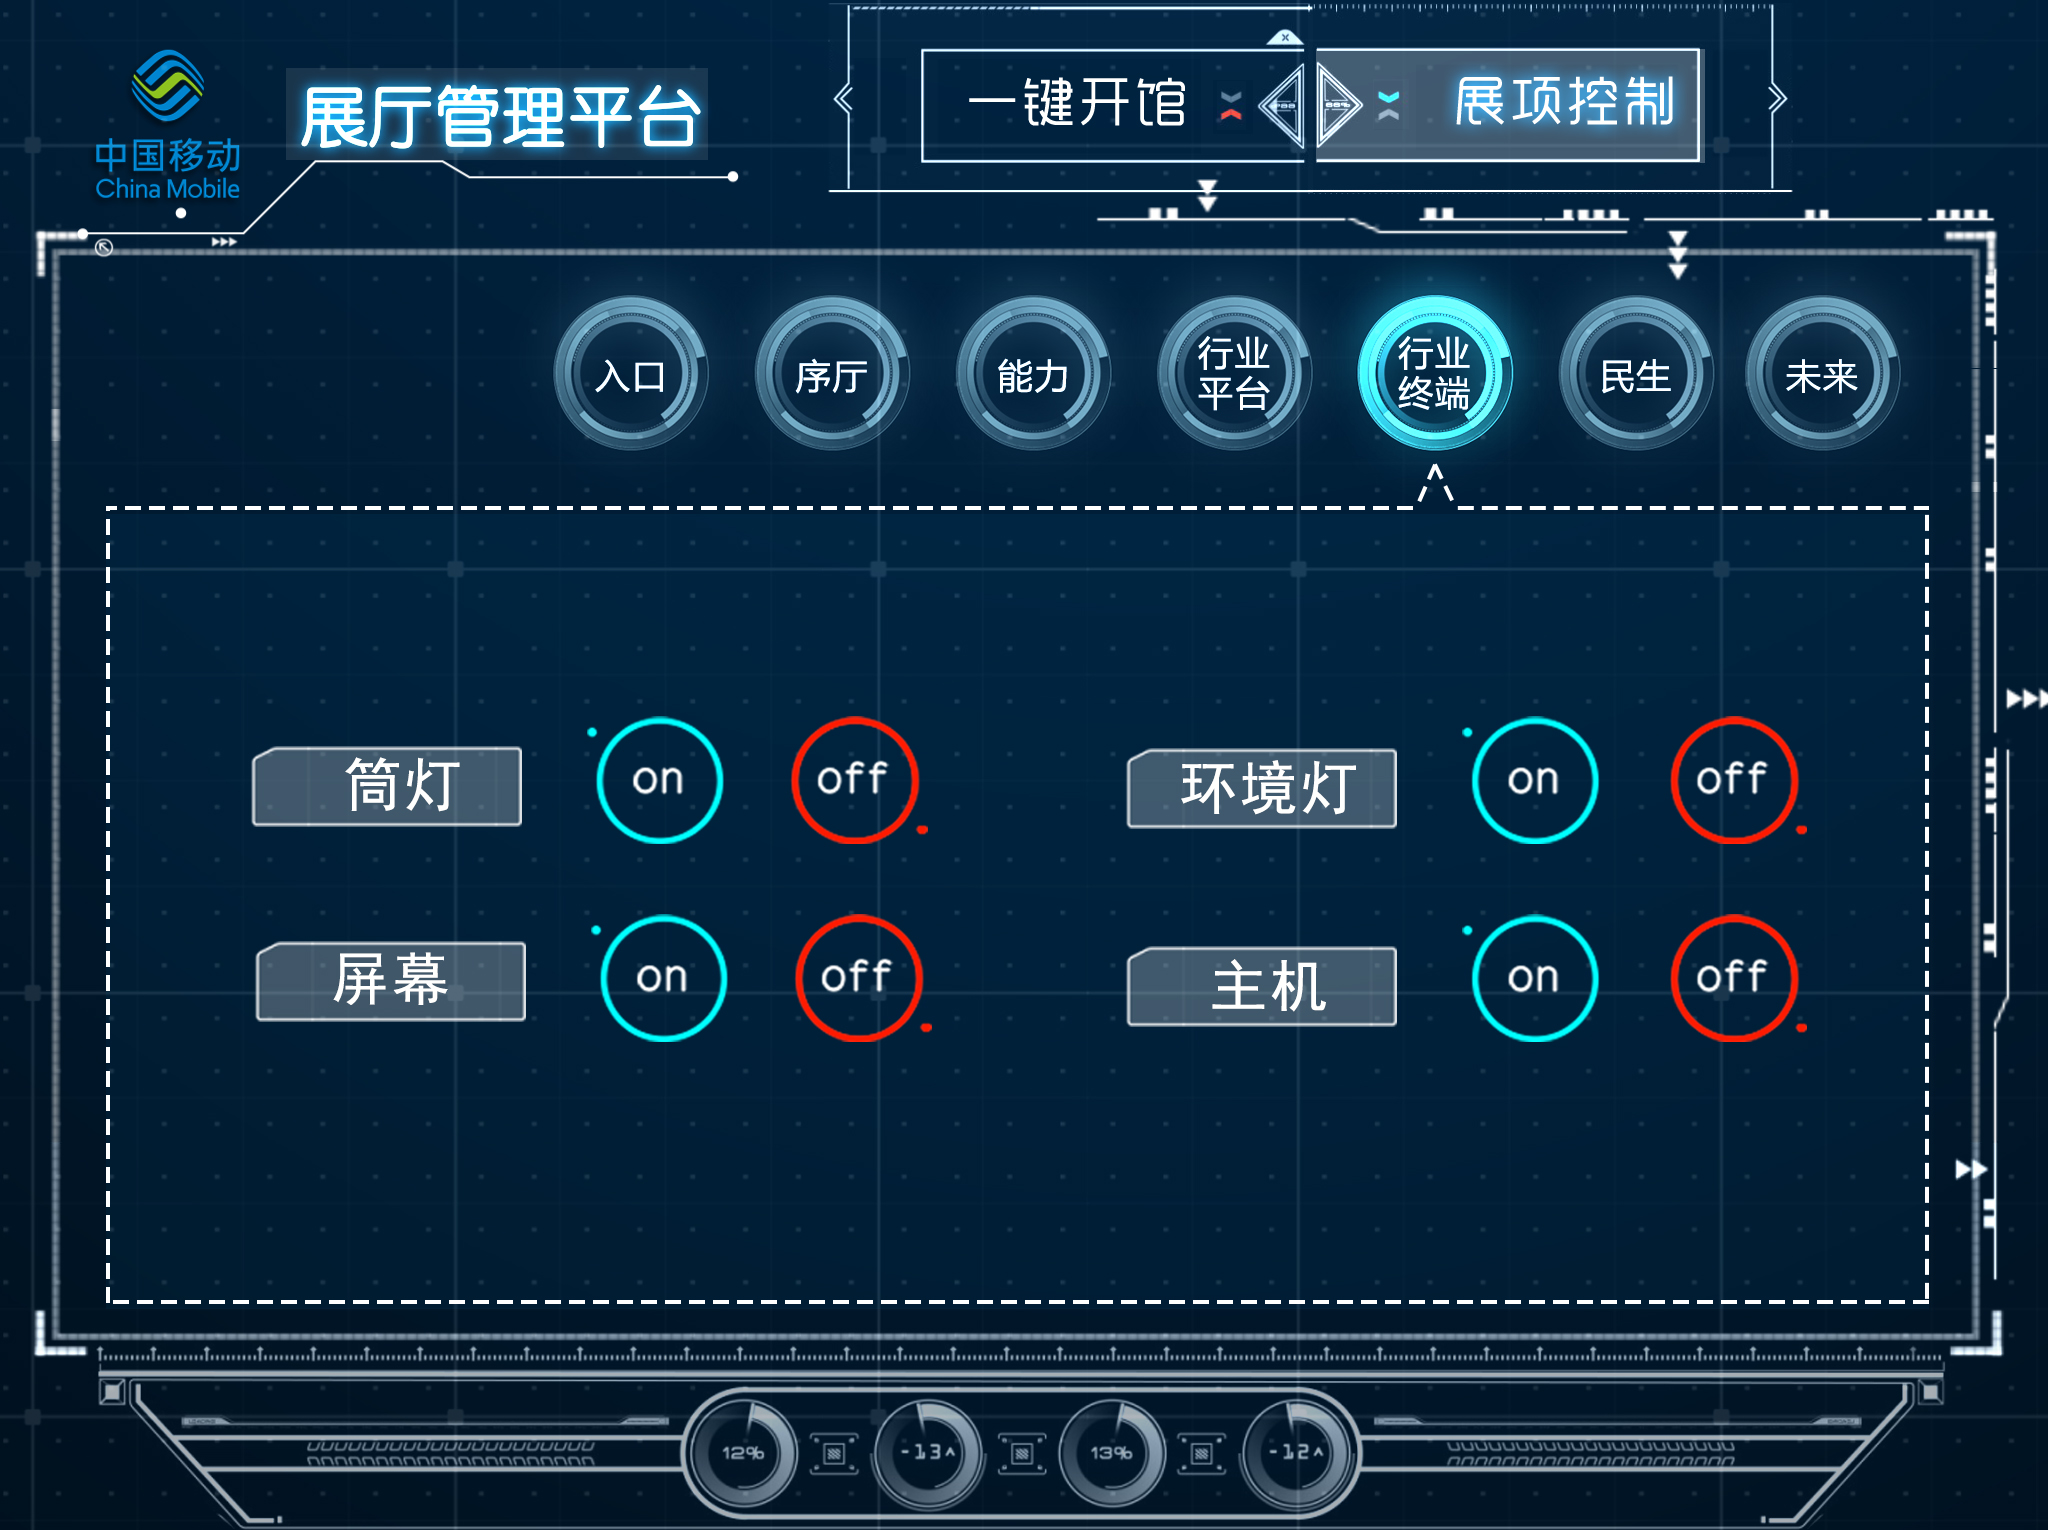 中国移动
China Mobile
展厅管理平台
一键开馆
展项控制
入口
序厅
能力
行业
平台
行业
终端
民生
未来
筒灯
on
off
环境灯
on
off
屏幕
on
off
主机
on
off
12%
-13^
13%
-12^